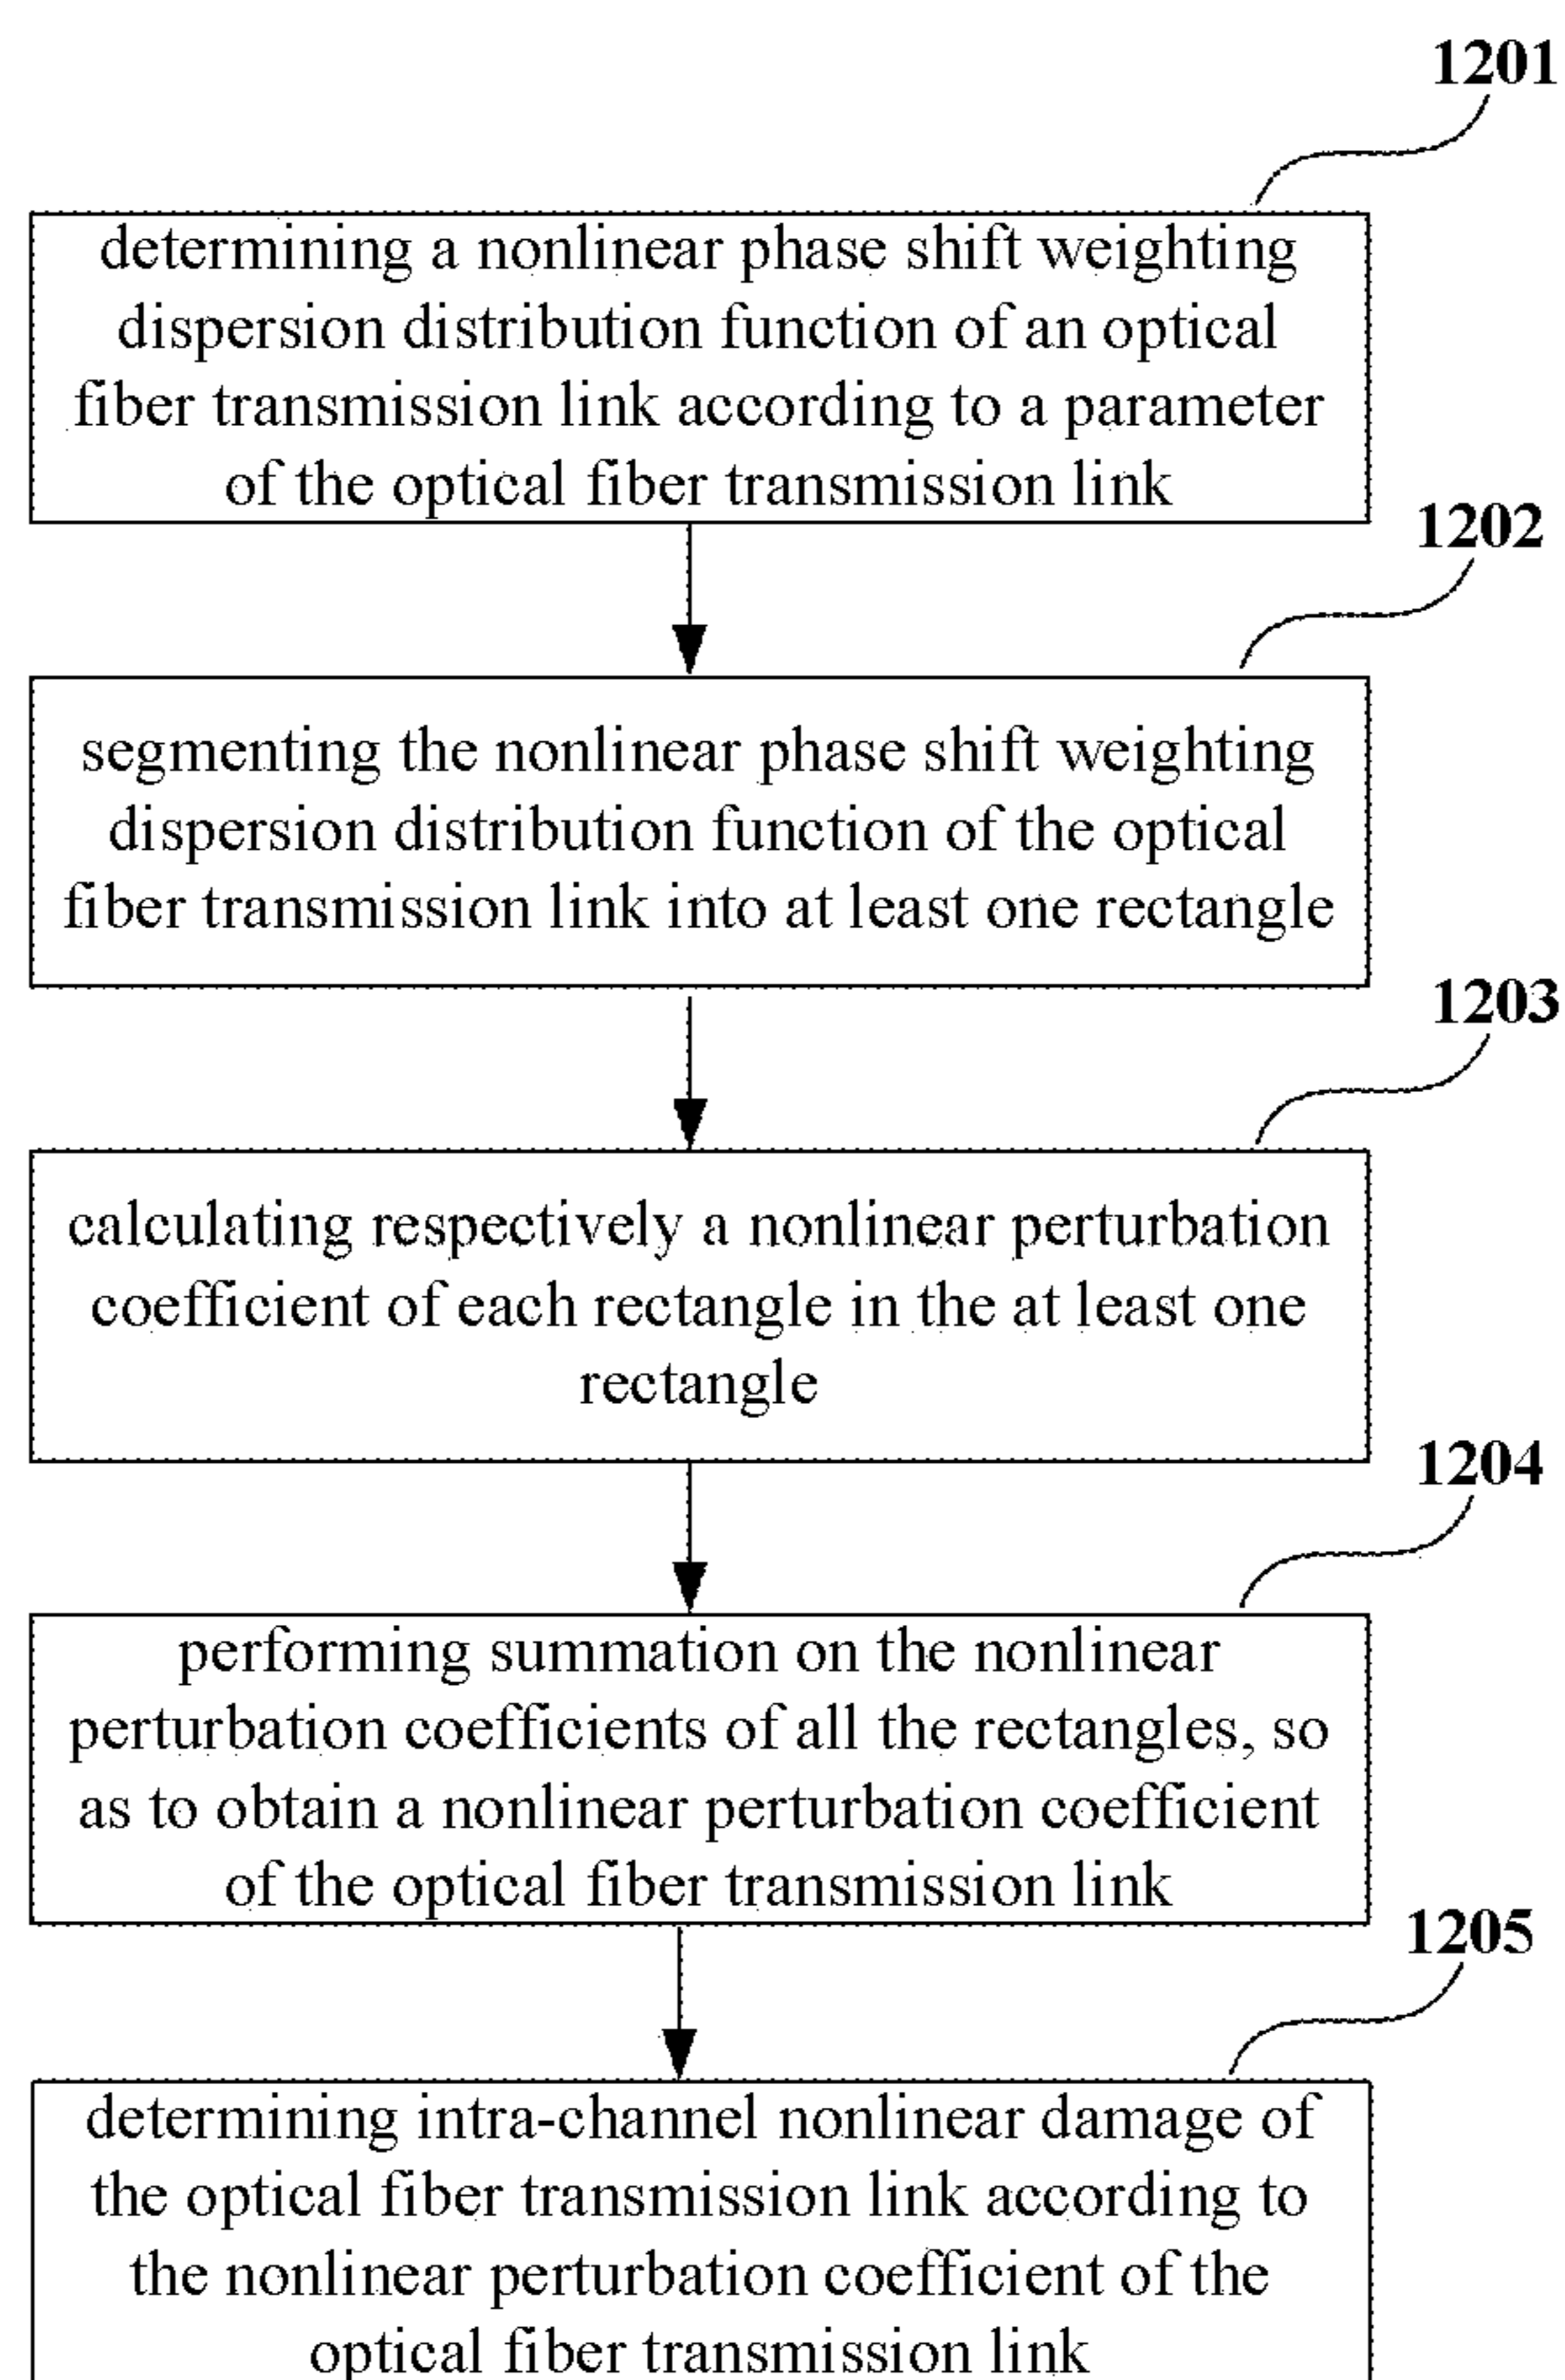 1201
determining a nonlinear phase shift weighting
dispersion distribution function of an optical
fiber transmission link according to a parameter
of the optical fiber transmission link
1202
segmenting the nonlinear phase shift weighting
dispersion distribution function of the optical
fiber transmission link into at least one rectangle
1203
calculating respectively a nonlinear perturbation
coefficient of each rectangle in the at least one
rectangle
1204
performing summation on the nonlinear
perturbation coefficients of all the rectangles, so
as to obtain a nonlinear perturbation coefficient
of the optical fiber transmission link
1205
determining intra-channel nonlinear damage of
the optical fiber transmission link according to
the nonlinear perturbation coefficient of the
optical fiber transmission link